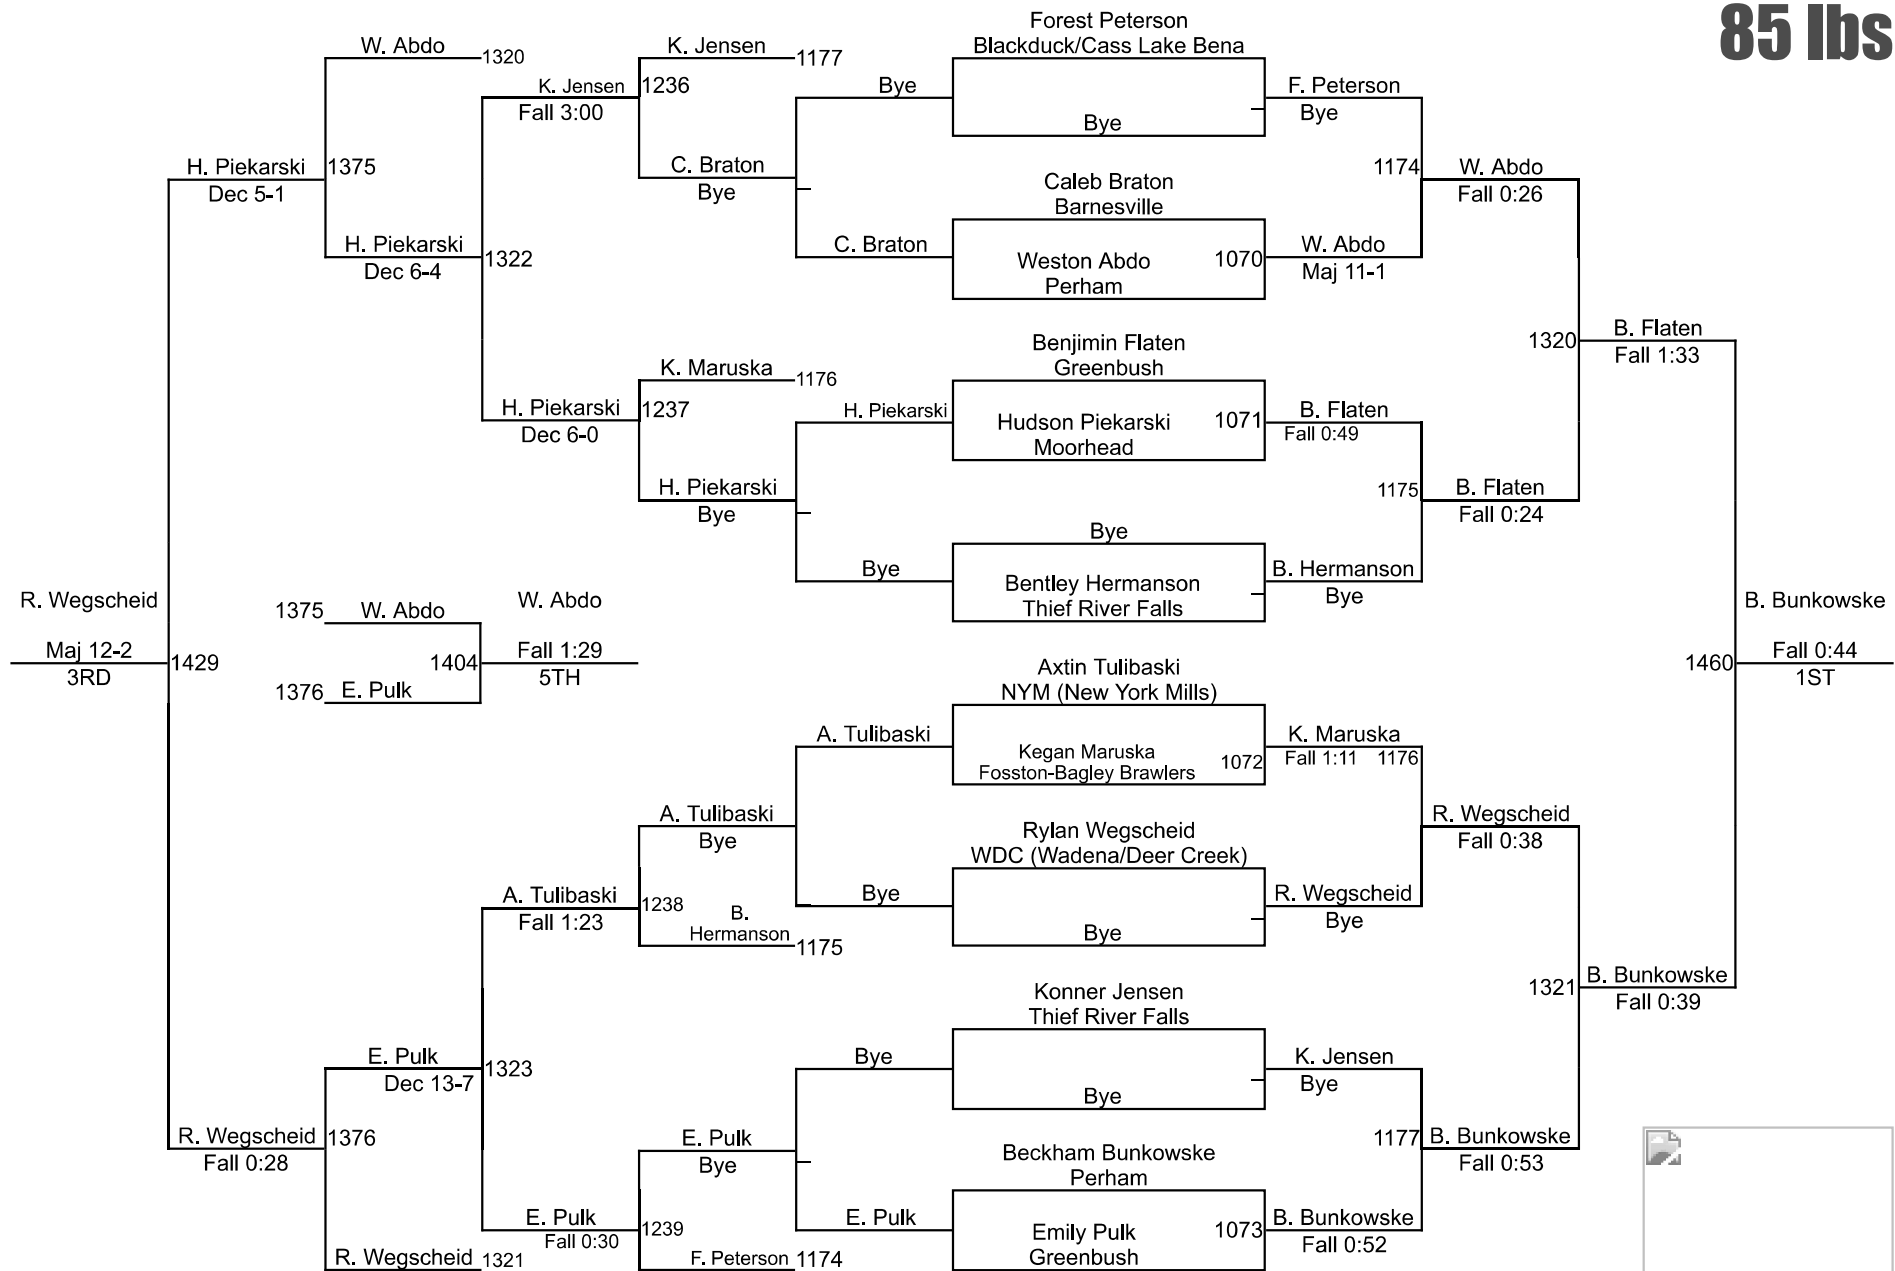 85 lbs
Forest Peterson
Blackduck/Cass Lake Bena
Bye
Caleb Braton
Barnesville
Weston Abdo
Perham
1070
Benjimin Flaten
Greenbush
Hudson Piekarski
Moorhead
1071
Bye
Bentley Hermanson
Thief River Falls
Axtin Tulibaski
NYM (New York Mills)
Kegan Maruska
Fosston-Bagley Brawlers
1072
Rylan Wegscheid
WDC (Wadena/Deer Creek)
Bye
Konner Jensen
Thief River Falls
Bye
Beckham Bunkowske
Perham
Emily Pulk
Greenbush
1073
F. Peterson
Bye
1174
W. Abdo
Maj 11-1
B. Flaten
Fall 0:49
1175
B. Hermanson
Bye
K. Maruska
Fall 1:11 1176
R. Wegscheid
Bye
K. Jensen
Bye
1177
B. Bunkowske
Fall 0:52
W. Abdo
Fall 0:26
1320
B. Flaten
Fall 0:24
R. Wegscheid
Fall 0:38
1321
B. Bunkowske
Fall 0:53
B. Flaten
Fall 1:33
1460
B. Bunkowske
Fall 0:39
B. Bunkowske
Fall 0:44
1ST
Bye
C. Braton
H. Piekarski
Bye
A. Tulibaski
Bye
Bye
E. Pulk
K. Jensen
1177
1236
C. Braton
Bye
K. Maruska
1176
1237
H. Piekarski
Bye
A. Tulibaski
Bye
1238
B.
Hermanson
1175
E. Pulk
Bye
1239
F. Peterson
1174
K. Jensen
Fall 3:00
1322
H. Piekarski
Dec 6-0
A. Tulibaski
Fall 1:23
1323
E. Pulk
Fall 0:30
W. Abdo
1320
1375
H. Piekarski
Dec 6-4
E. Pulk
Dec 13-7
1376
R. Wegscheid
1321
H. Piekarski
Dec 5-1
1429
R. Wegscheid
Fall 0:28
R. Wegscheid
Maj 12-2
3RD
1375
W. Abdo
1404
1376
E. Pulk
W. Abdo
Fall 1:29
5TH